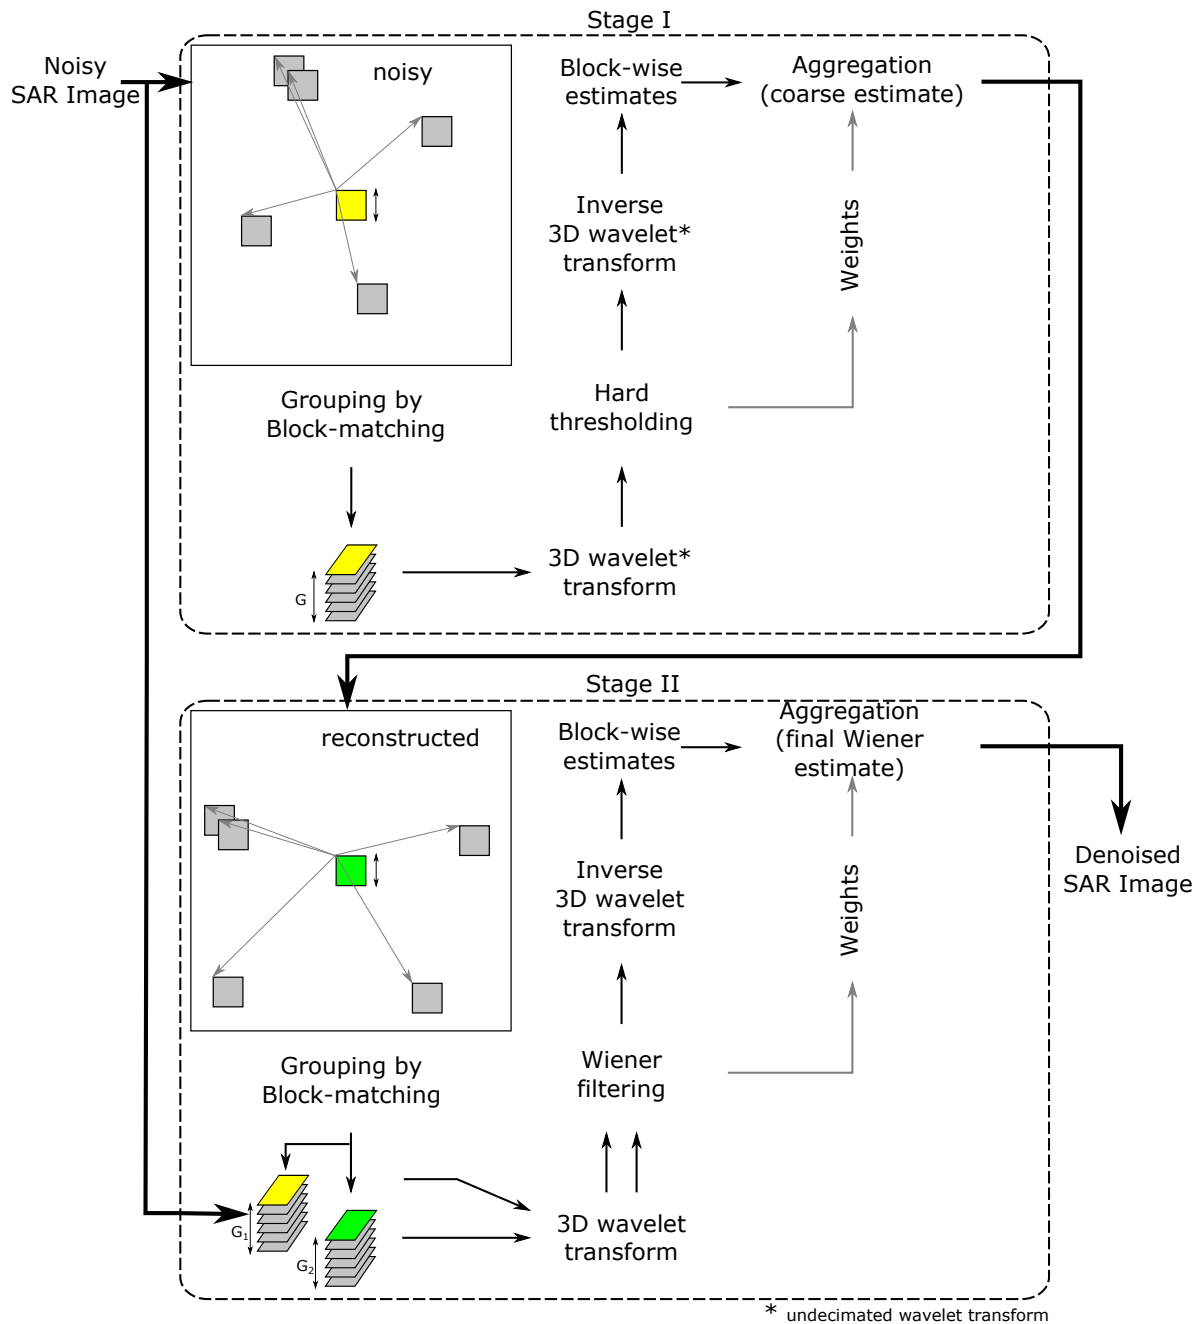 Stage I
Noisy
SAR Image
noisy
Block-wise
estimates
Aggregation
(coarse estimate)
Inverse
3D wavelet*
transform
Weights
Grouping by
Block-matching
Hard
thresholding
G
3D wavelet*
transform
Stage II
reconstructed
Block-wise
estimates
Aggregation
(final Wiener
estimate)
Denoised
SAR Image
Inverse
3D wavelet
transform
Weights
Grouping by
Block-matching
Wiener
filtering
G₁
G₂
3D wavelet
transform
* undecimated wavelet transform